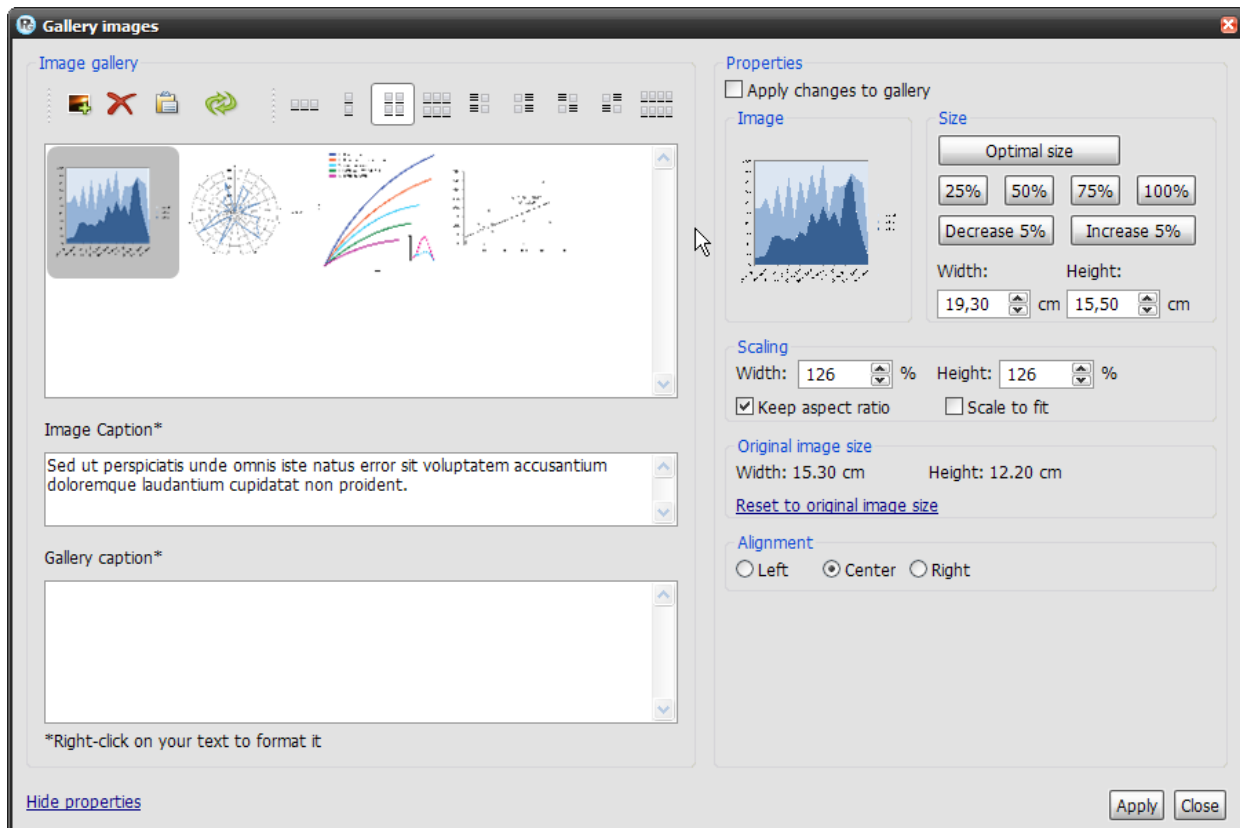 Gallery images
Image gallery
Image Caption*
Sed ut perspiciatis unde omnis iste natus error sit voluptatem accusantium
doloremque laudantium cupidatat non proident.
Gallery caption*
*Right-click on your text to format it
Hide properties
Properties
Apply changes to gallery
Image
Size
Optimal size
25% 50% 75% 100%
Decrease 5% Increase 5%
Width: Height:
19,30 cm 15,50 cm
Scaling
Width: 126 % Height: 126 %
Keep aspect ratio Scale to fit
Original image size
Width: 15.30 cm Height: 12.20 cm
Reset to original image size
Alignment
Left Center Right
Apply Close